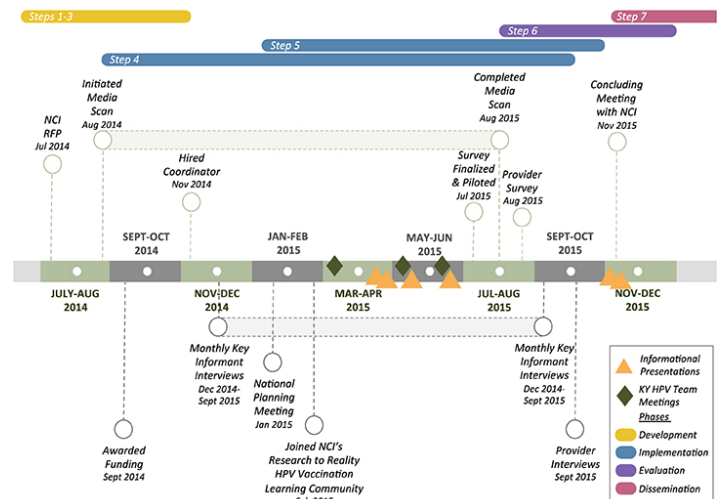 Steps 1-3
Step 7
Step 6
Step 5
Step 4
Initiated
Media
Scan
Aug 2014
Completed
Media
Scan
Aug 2015
Concluding
Meeting
with NCI
Nov 2015
NCI
RFP
Jul 2014
Hired
Coordinator
Nov 2014
Survey
Finalized
& Piloted
Jul 2015
Provider
Survey
Aug 2015
SEPT-OCT
2014
JAN-FEB
2015
MAY-JUN
2015
SEPT-OCT
2015
JULY-AUG
2014
NOV-DEC
2014
MAR-APR
2015
JUL-AUG
2015
NOV-DEC
2015
Monthly Key
Informant
Interviews
Dec 2014-
Sept 2015
National
Planning
Meeting
Jan 2015
Monthly Key
Informant
Interviews
Dec 2014-
Sept 2015
Awarded
Funding
Sept 2014
Joined NCI's
Research to Reality
HPV Vaccination
Learning Community
Provider
Interviews
Sept 2015
Informational
Presentations
KY HPV Team
Meetings
Phases
Development
Implementation
Evaluation
Dissemination